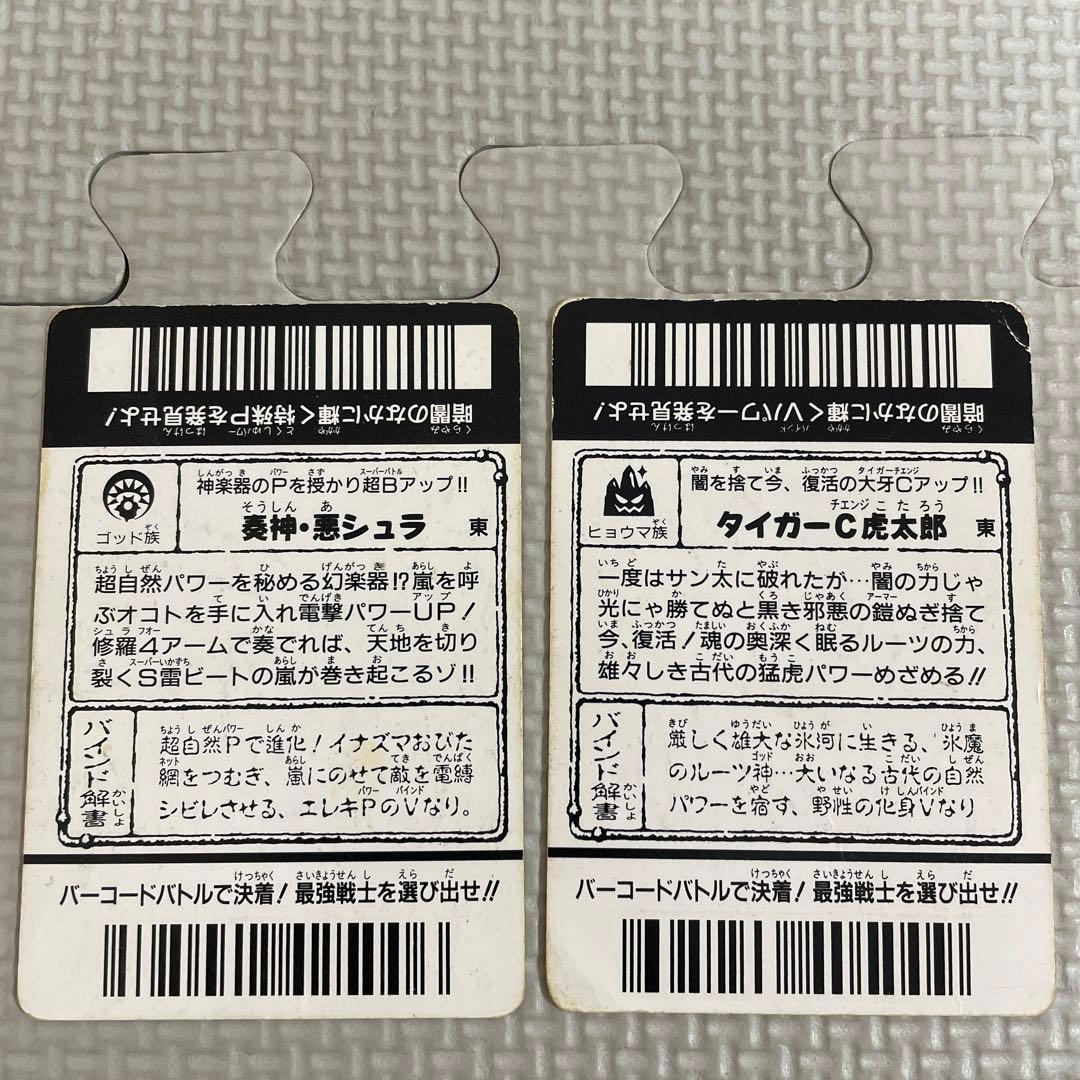 暗闇のなかに輝く特殊Pを発見せよ!
神楽器のPを授かり超Bアップ!!
ゴッド族
奏神・悪シュラ 東
超自然パワーを秘める幻楽器!?嵐を呼
ぶオコトを手に入れ電撃パワーUP!
修羅4アームで奏でれば、天地を切り
裂くS雷ビートの嵐が巻き起こるゾ!!
バインド解書
超自然Pで進化!イナズマおびた
網をつむぎ、嵐にのせて敵を電縛
シビレさせる、エレキPのVなり。
バーコードバトルで決着!最強戦士を選び出せ!!
暗闇のなかに輝くVパワーを発見せよ!
闇を捨て今、復活の大牙Cアップ!!
ヒョウマ族
タイガーC虎太郎 東
一度はサン太に破れたが…闇の力じゃ
光にゃ勝てぬと黒き邪悪の鎧ぬぎ捨て
今、復活!魂の奥深く眠るルーツの力、
雄々しき古代の猛虎パワーめざめる!!
バインド解書
厳しく雄大な氷河に生きる、氷魔
のルーツ神…大いなる古代の自然
パワーを宿す、野性の化身Vなり
バーコードバトルで決着!最強戦士を選び出せ!!